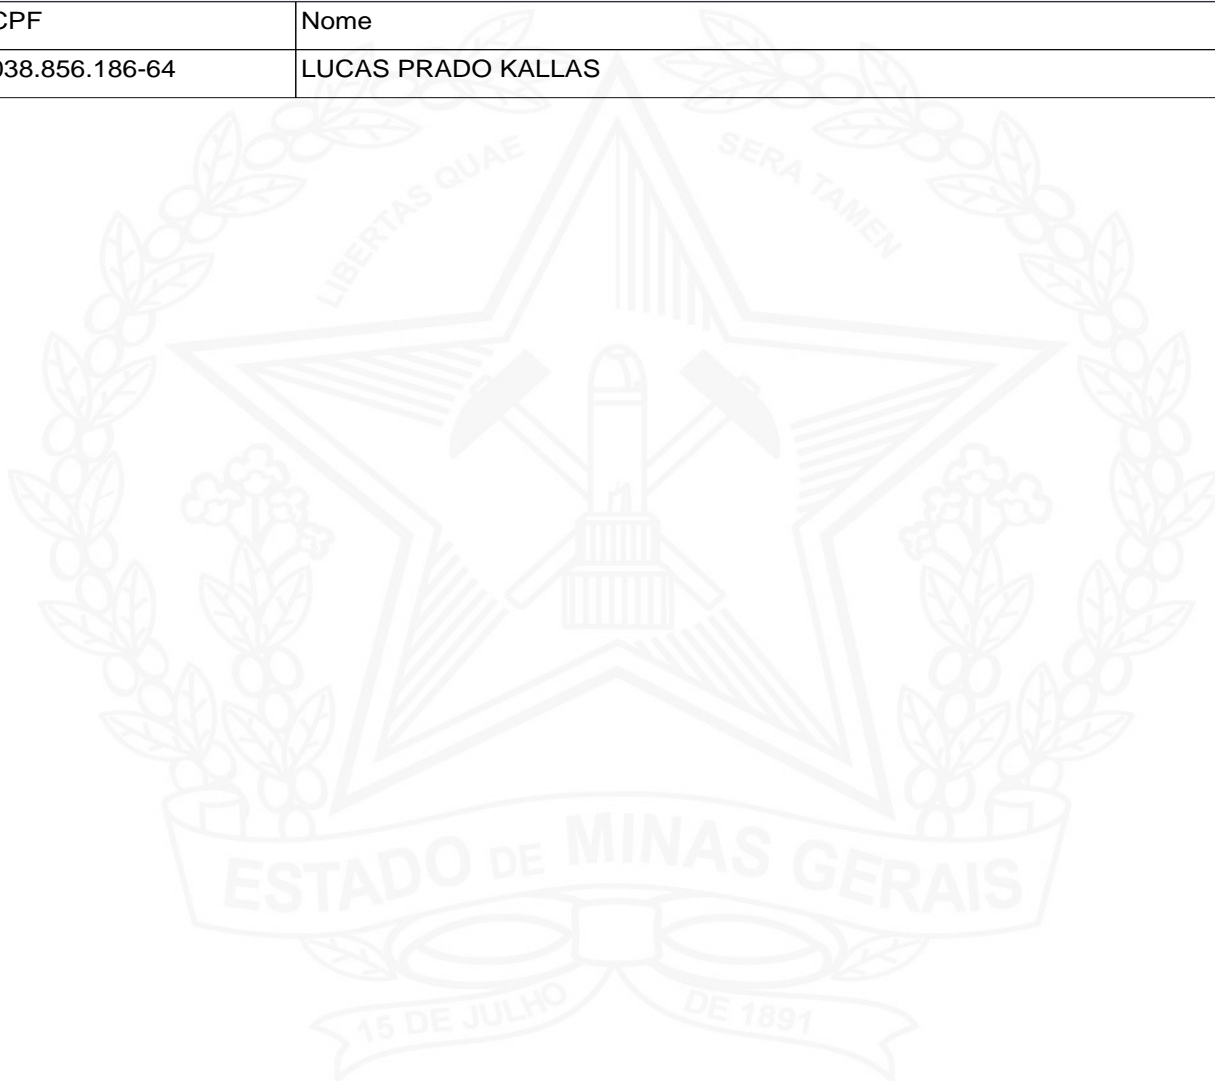 CPF Nome
038.856.186-64 LUCAS PRADO KALLAS
LIBERTAS QUAE SERA TAMEN
ESTADO DE MINAS GERAIS
15 DE JULHO DE 1891